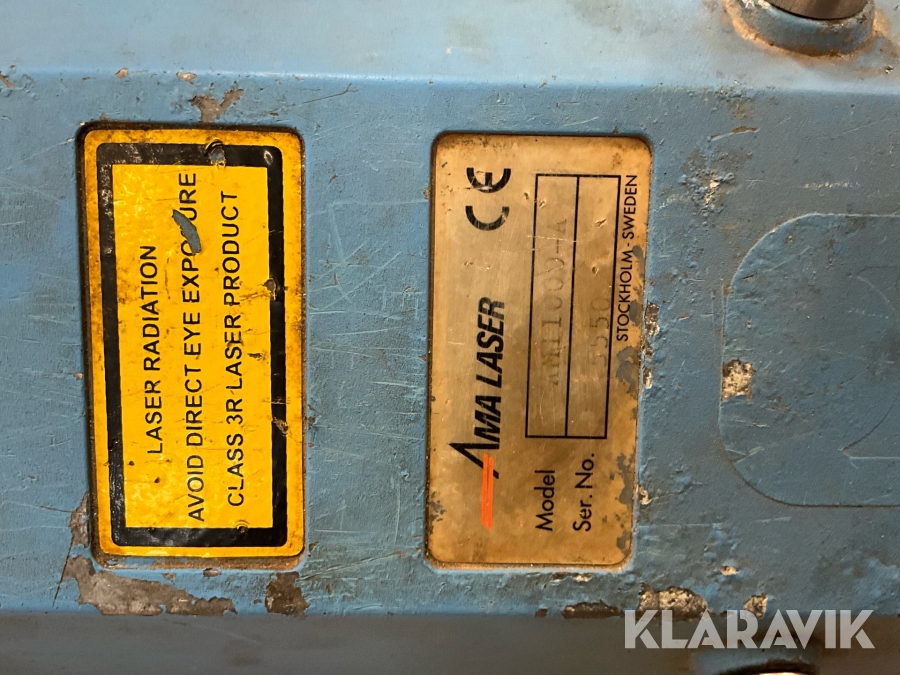 LASER RADIATION
AVOID DIRECT EYE EXPOSURE
CLASS 3R LASER PRODUCT
AMA LASER CE
Model
Ser. No.
STOCKHOLM - SWEDEN
KLARAVIK